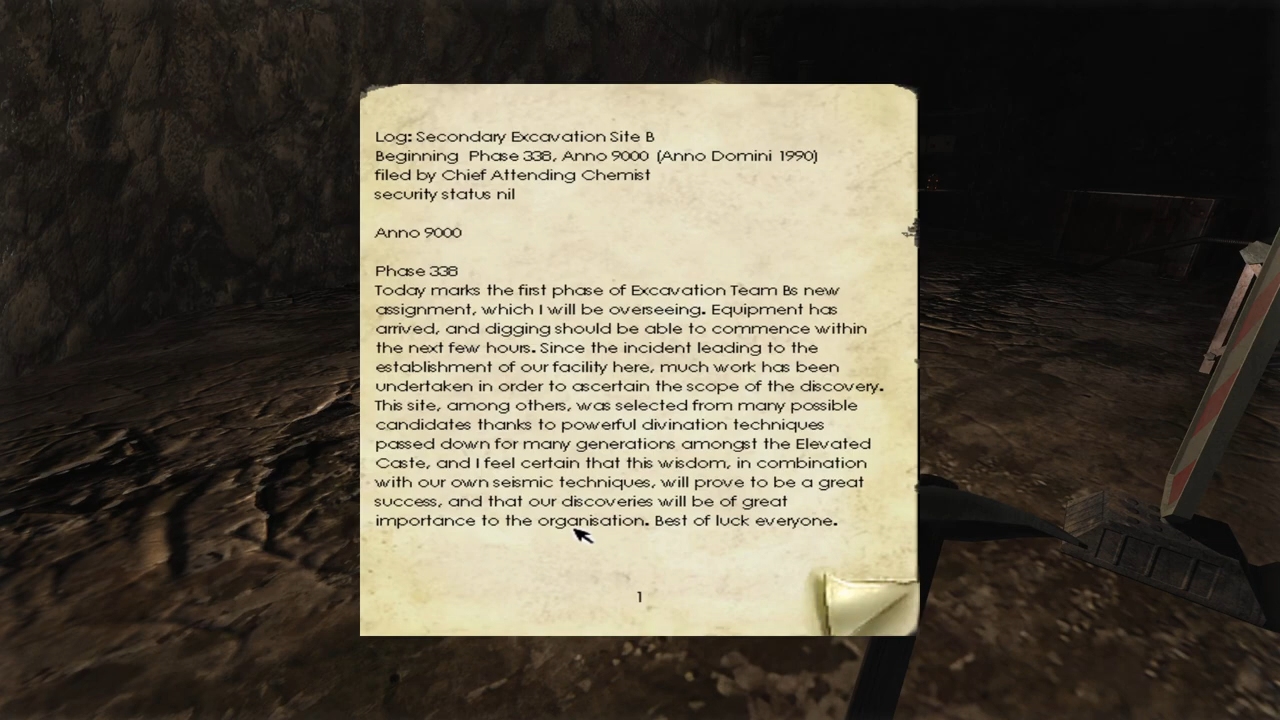 Log: Secondary Excavation Site B
Beginning Phase 338, Anno 9000 (Anno Domini 1990)
filed by Chief Attending Chemist
security status nil
Anno 9000
Phase 338
Today marks the first phase of Excavation Team Bs new
assignment, which I will be overseeing. Equipment has
arrived, and digging should be able to commence within
the next few hours. Since the incident leading to the
establishment of our facility here, much work has been
undertaken in order to ascertain the scope of the discovery.
This site, among others, was selected from many possible
candidates thanks to powerful divination techniques
passed down for many generations amongst the Elevated
Caste, and I feel certain that this wisdom, in combination
with our own seismic techniques, will prove to be a great
success, and that our discoveries will be of great
importance to the organisation. Best of luck everyone.
1